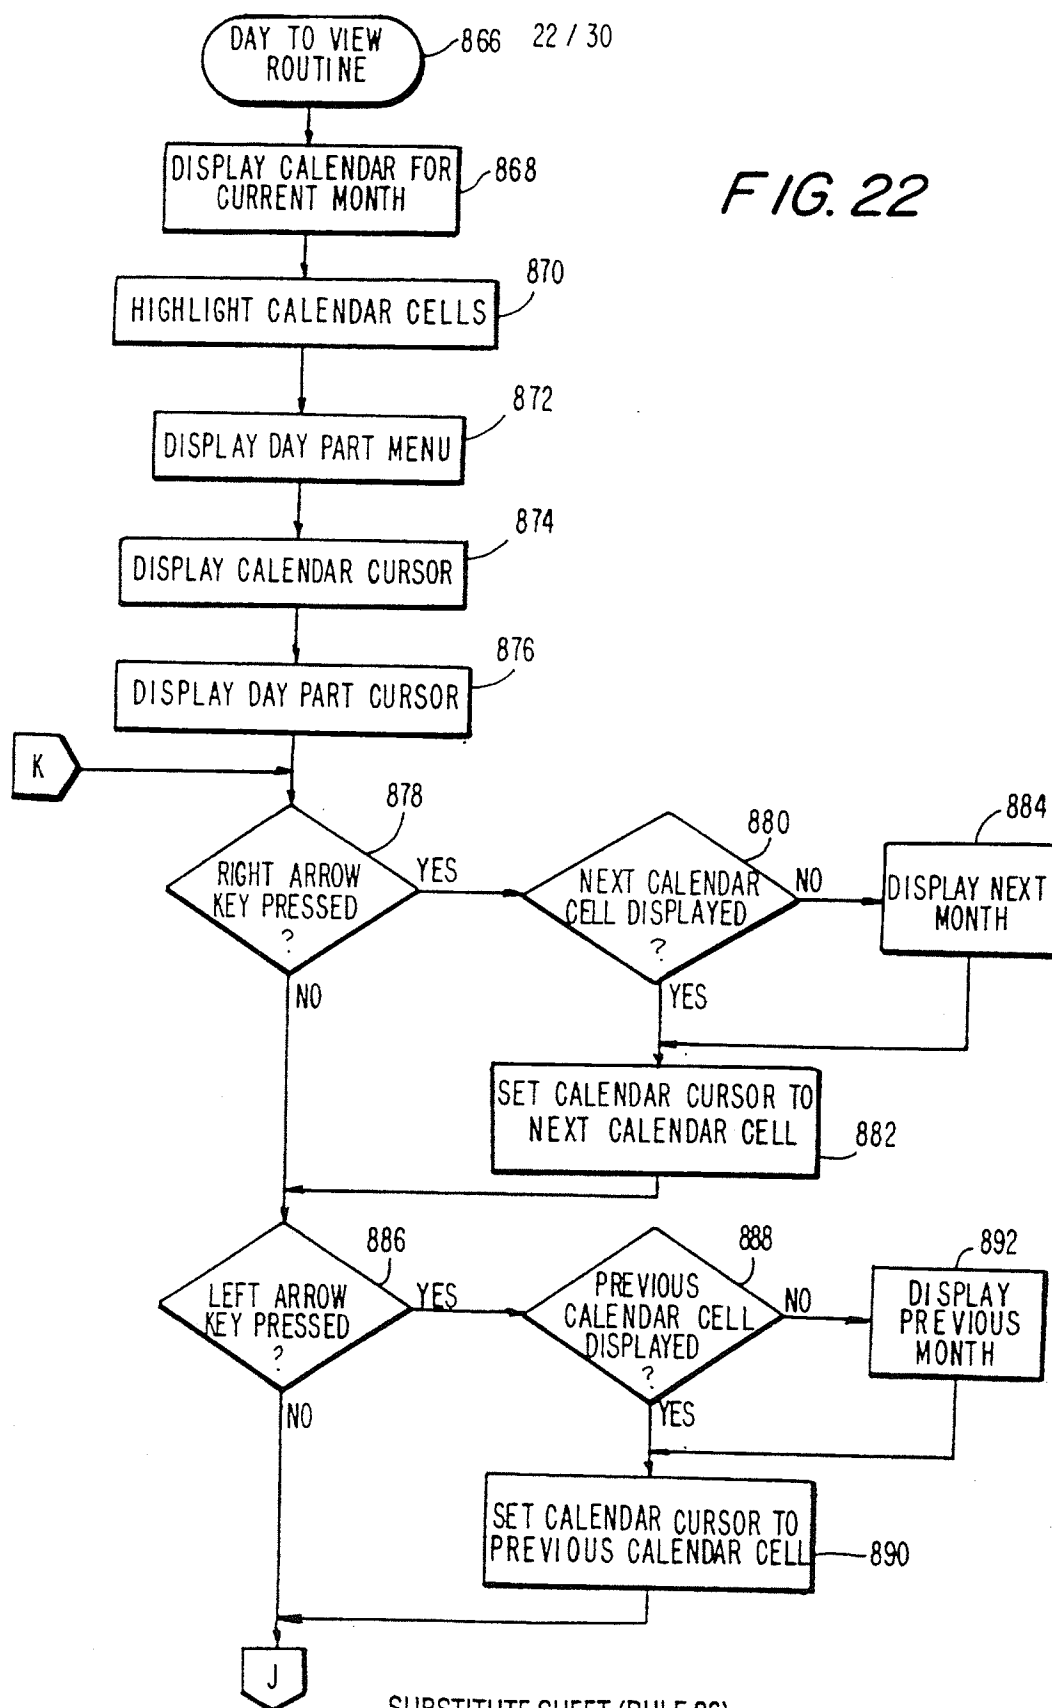 DAY TO VIEW
ROUTINE
866
22 / 30
DISPLAY CALENDAR FOR
CURRENT MONTH
868
FIG. 22
870
HIGHLIGHT CALENDAR CELLS
872
DISPLAY DAY PART MENU
874
DISPLAY CALENDAR CURSOR
876
DISPLAY DAY PART CURSOR
K
878
RIGHT ARROW
KEY PRESSED
?
YES
NO
880
NEXT CALENDAR
CELL DISPLAYED
?
NO
YES
884
DISPLAY NEXT
MONTH
SET CALENDAR CURSOR TO
NEXT CALENDAR CELL
882
886
LEFT ARROW
KEY PRESSED
?
YES
NO
888
PREVIOUS
CALENDAR CELL
DISPLAYED
?
NO
YES
892
DISPLAY
PREVIOUS
MONTH
SET CALENDAR CURSOR TO
PREVIOUS CALENDAR CELL
890
J
SUBSTITUTE SHEET (RULE 26)